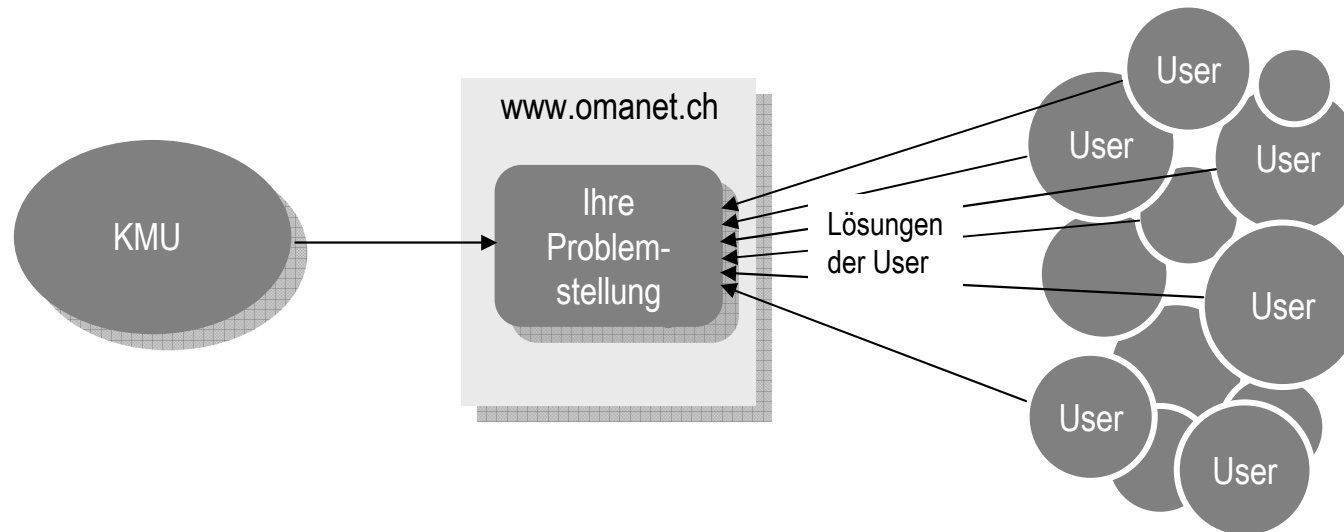 www.omanet.ch
KMU
Ihre
Problem-
stellung
Lösungen
der User
User
User
User
User
User
User